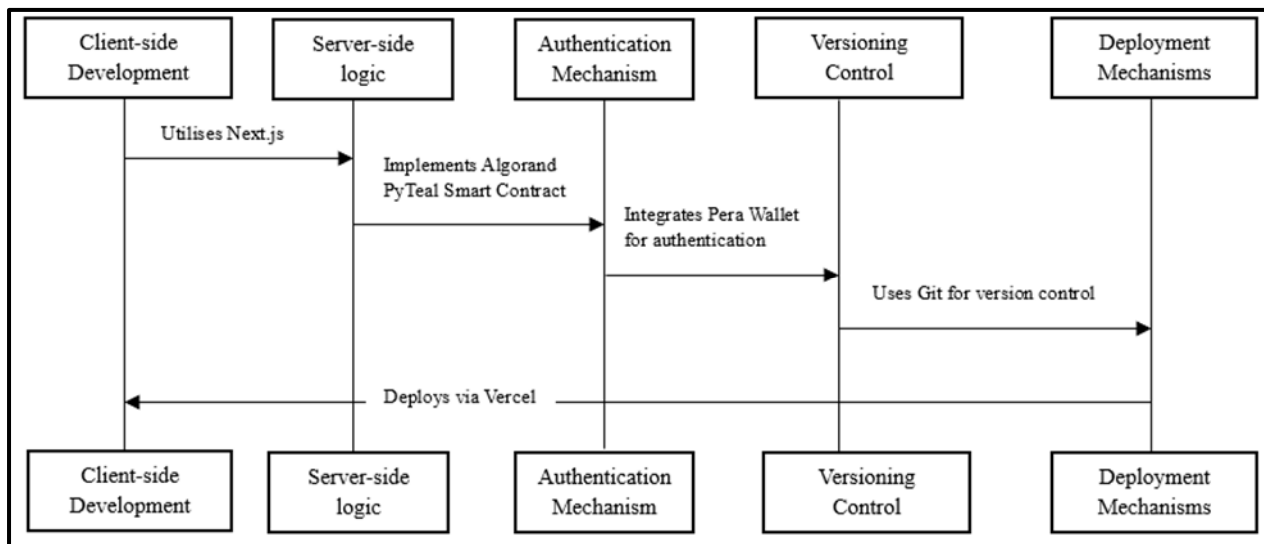 Client-side
Development
Server-side
logic
Authentication
Mechanism
Versioning
Control
Deployment
Mechanisms
Utilises Next.js
Implements Algorand
PyTeal Smart Contract
Integrates Pera Wallet
for authentication
Uses Git for version control
Deploys via Vercel
Client-side
Development
Server-side
logic
Authentication
Mechanism
Versioning
Control
Deployment
Mechanisms